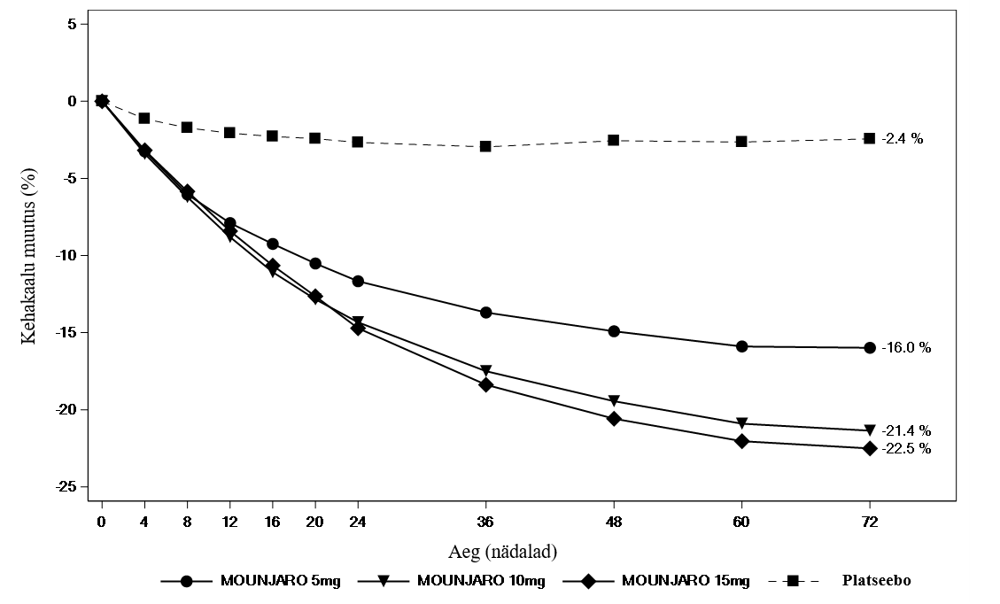 5
0
-5
-10
-15
-20
-25
Kehakaalu muutus (%)
-2.4 %
-16.0 %
-21.4 %
-22.5 %
0 4 8 12 16 20 24 36 48 60 72
Aeg (nädalad)
MOUNJARO 5mg MOUNJARO 10mg MOUNJARO 15mg Platseebo